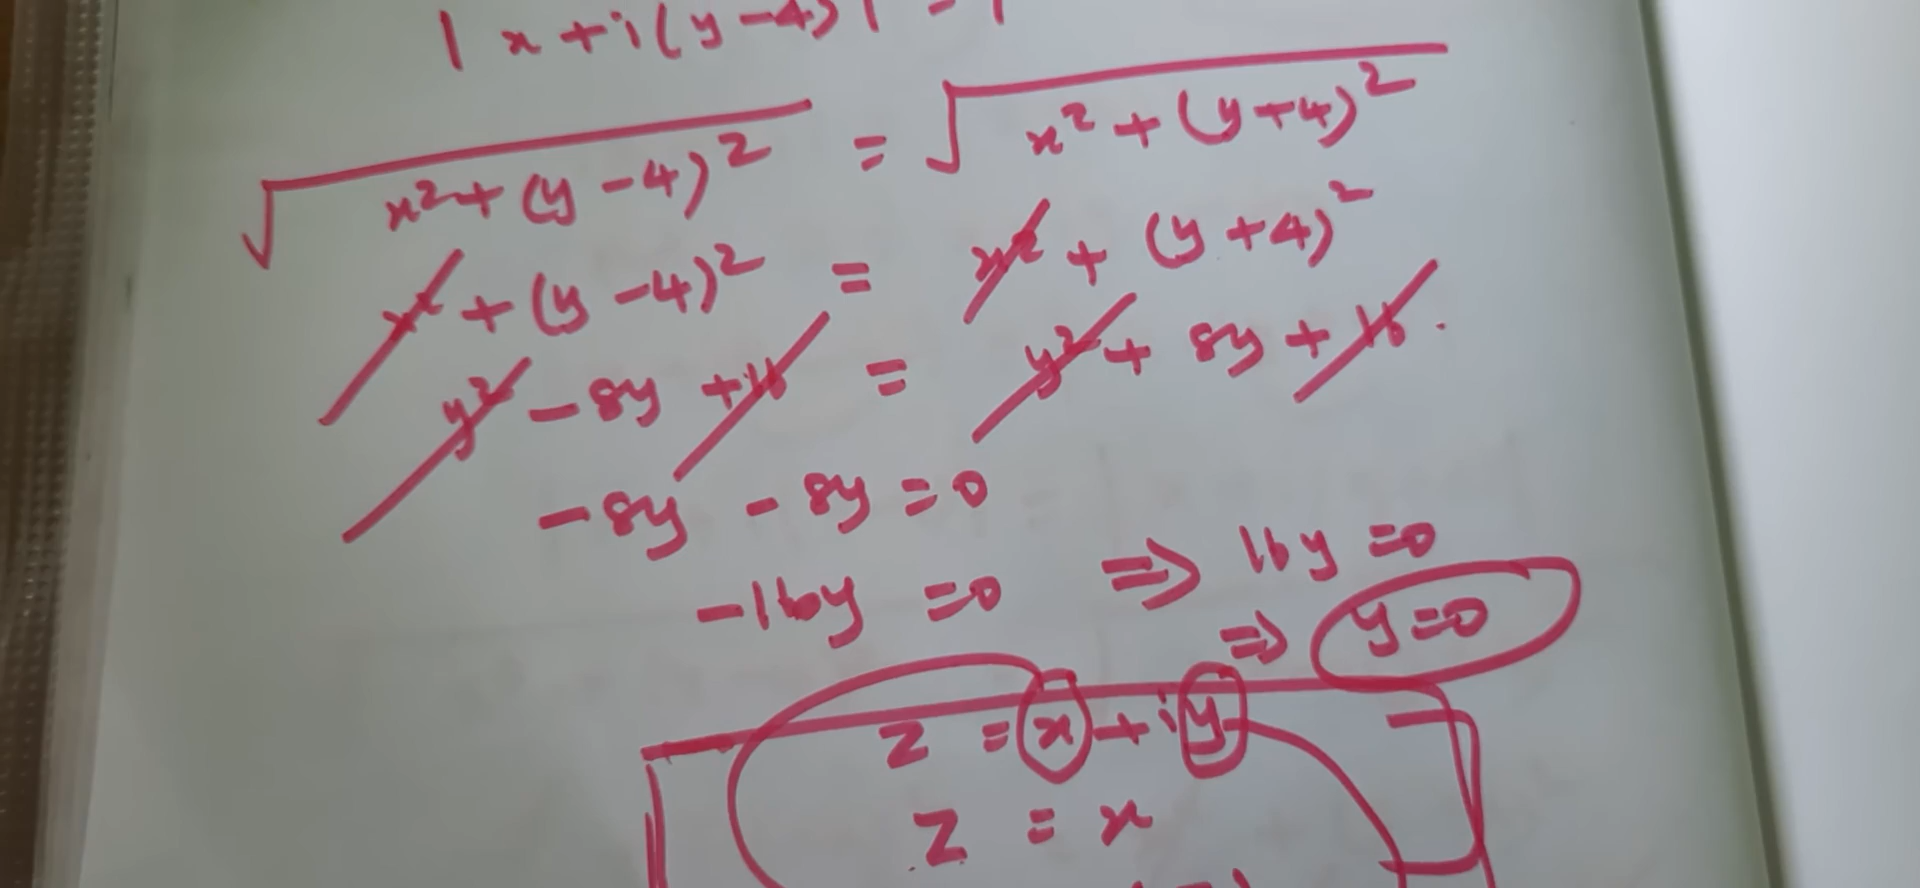 | x + i(y - 4) | =
√(x² + (y - 4)²) = √(x² + (y + 4)²)
x² + (y - 4)² = x² + (y + 4)²
y² - 8y + 16 = y² + 8y + 16.
- 8y - 8y = 0
- 16y = 0 ⇒ 16y = 0
⇒ y = 0
z = x + iy
z = x